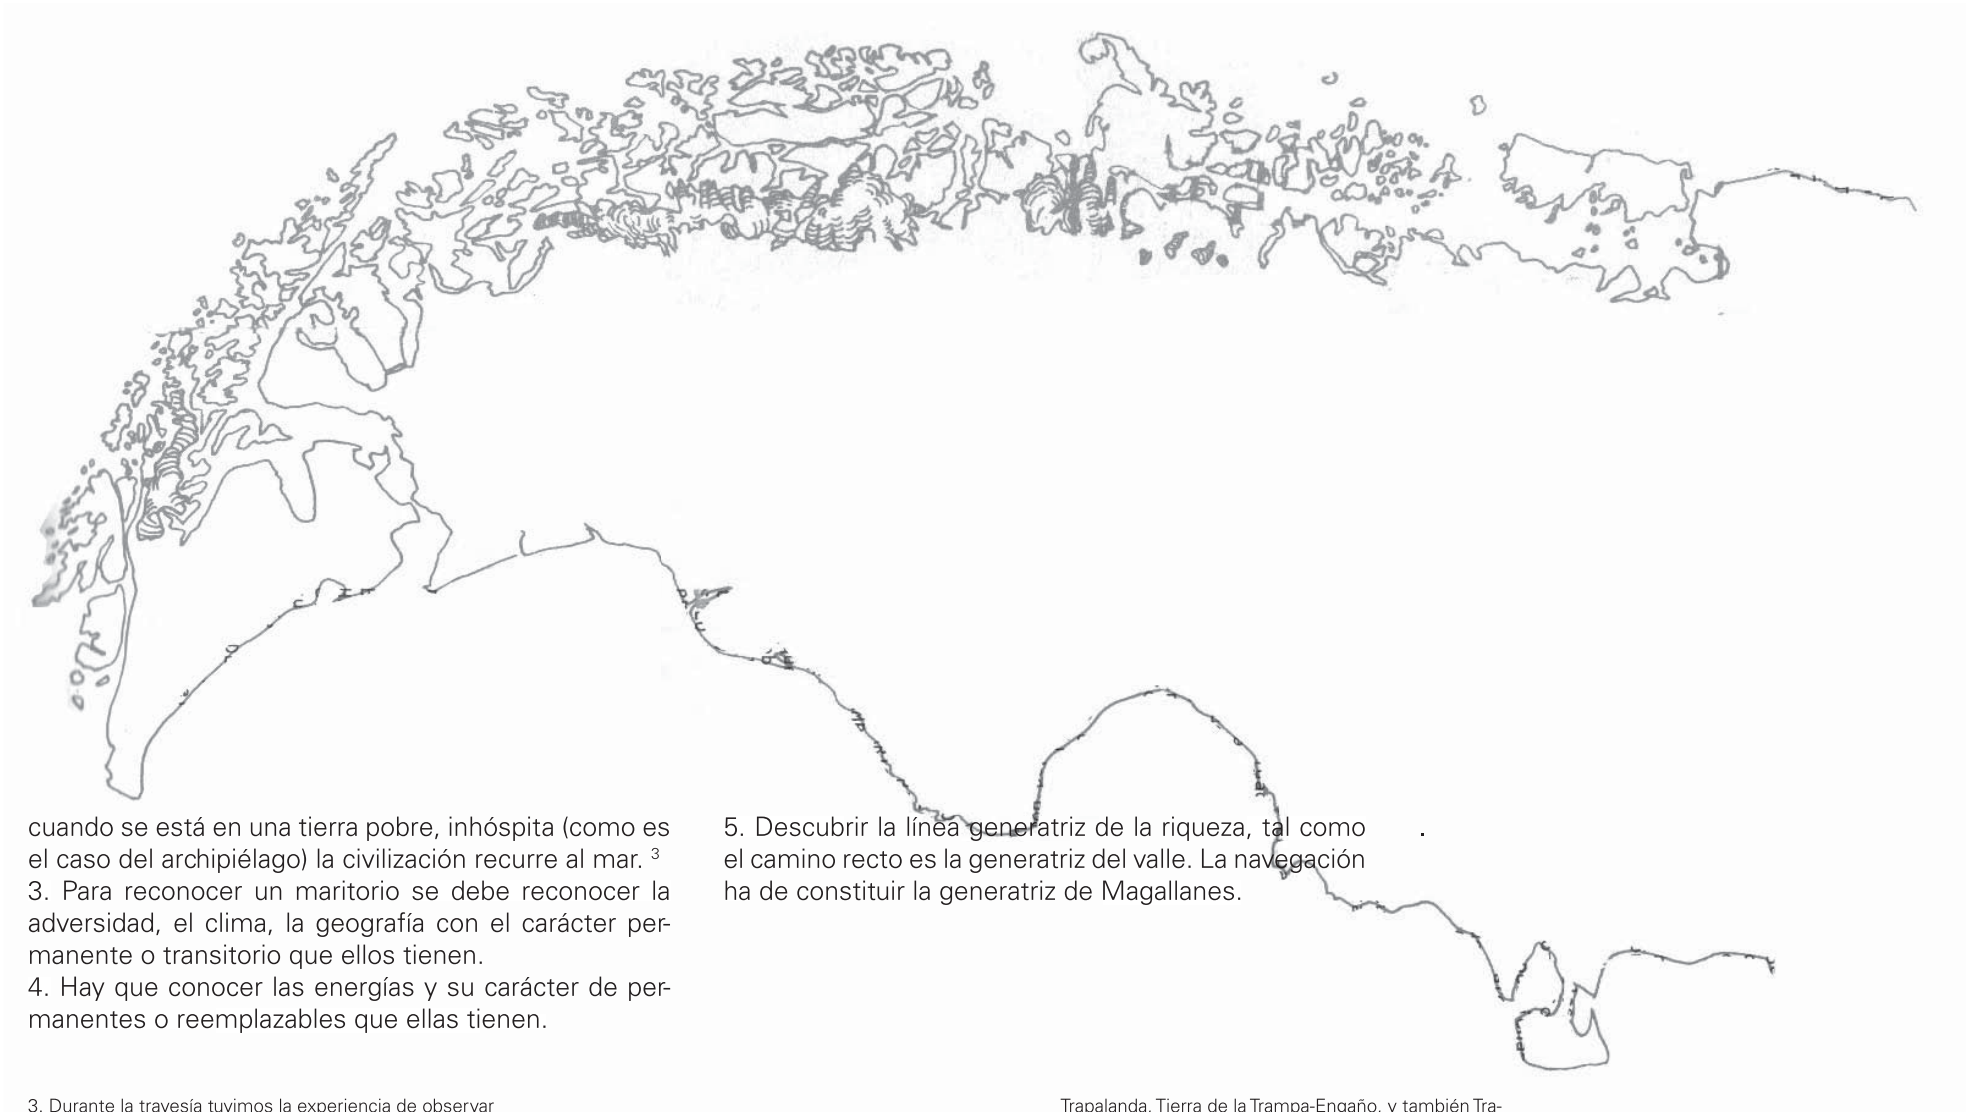 cuando se está en una tierra pobre, inhóspita (como es
el caso del archipiélago) la civilización recurre al mar. 3
3. Para reconocer un maritorio se debe reconocer la
adversidad, el clima, la geografía con el carácter per-
manente o transitorio que ellos tienen.
4. Hay que conocer las energías y su carácter de per-
manentes o reemplazables que ellas tienen.
5. Descubrir la línea generatriz de la riqueza, tal como
el camino recto es la generatriz del valle. La navegación
ha de constituir la generatriz de Magallanes.
.
3. Durante la travesía tuvimos la experiencia de observar
Trapalanda, Tierra de la Trampa-Engaño, y también Tra-